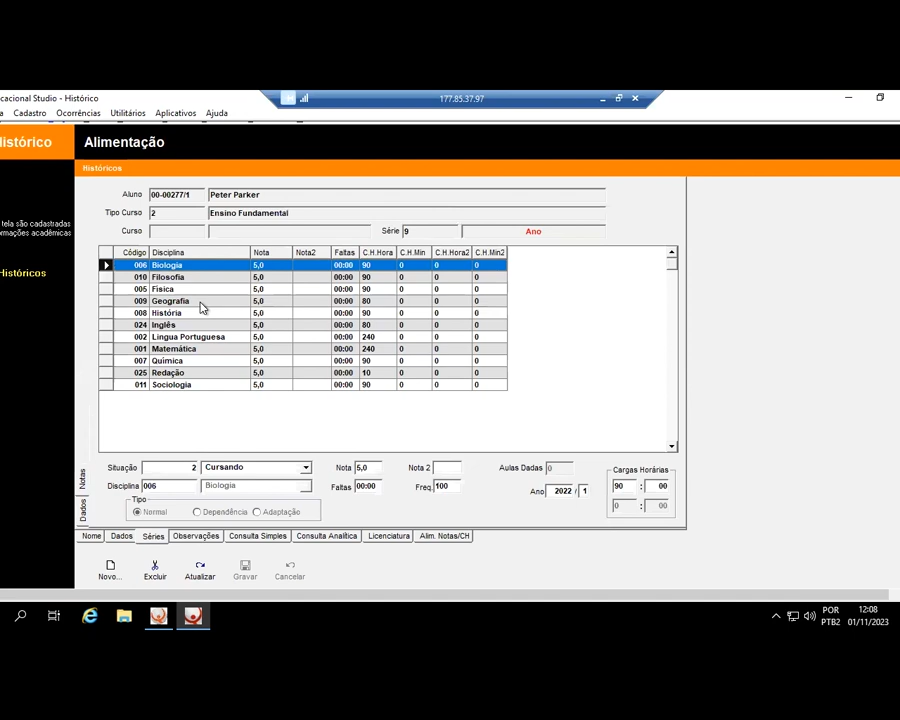 cacional Studio - Histórico
177.85.37.97
a Cadastro Ocorrências Utilitários Aplicativos Ajuda
istórico Alimentação
Históricos
Aluno 00-00277/1 Peter Parker
tela são cadastradas
Tipo Curso 2 Ensino Fundamental
ormações acadêmicas
Curso Série 9 Ano
Código Disciplina Nota Nota2 Faltas C.H.Hora C.H.Min C.H.Hora2 C.H.Min2
006 Biologia 5,0 00:00 90 0 0 0
Históricos
010 Filosofia 5,0 00:00 90 0 0 0
005 Física 5,0 00:00 90 0 0 0
009 Geografia 5,0 00:00 80 0 0 0
008 História 5,0 00:00 90 0 0 0
024 Inglês 5,0 00:00 80 0 0 0
002 Lingua Portuguesa 5,0 00:00 240 0 0 0
001 Matemática 5,0 00:00 240 0 0 0
007 Química 5,0 00:00 90 0 0 0
025 Redação 5,0 00:00 10 0 0 0
011 Sociologia 5,0 00:00 90 0 0 0
Situação 2 Cursando Nota 5,0 Nota 2 Aulas Dadas 0 Cargas Horárias
Disciplina 006 Biologia Faltas 00:00 Freq. 100 Ano 2022 / 1 90 : 00
Tipo
Normal Dependência Adaptação 0 : 00
Notas
Dados
Nome Dados Séries Observações Consulta Simples Consulta Analítica Licenciatura Alim. Notas/CH
Novo... Excluir Atualizar Gravar Cancelar
POR 12:08
PTB2 01/11/2023